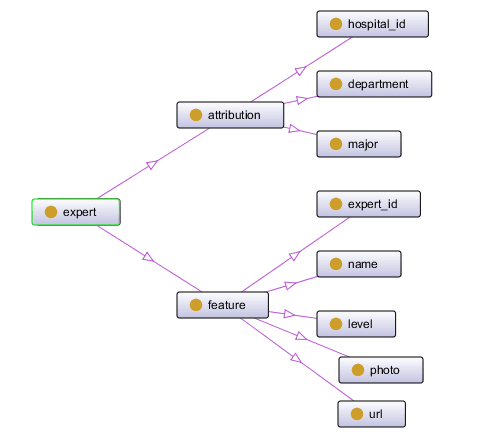 hospital_id
department
attribution
major
expert_id
expert
name
feature
level
photo
url